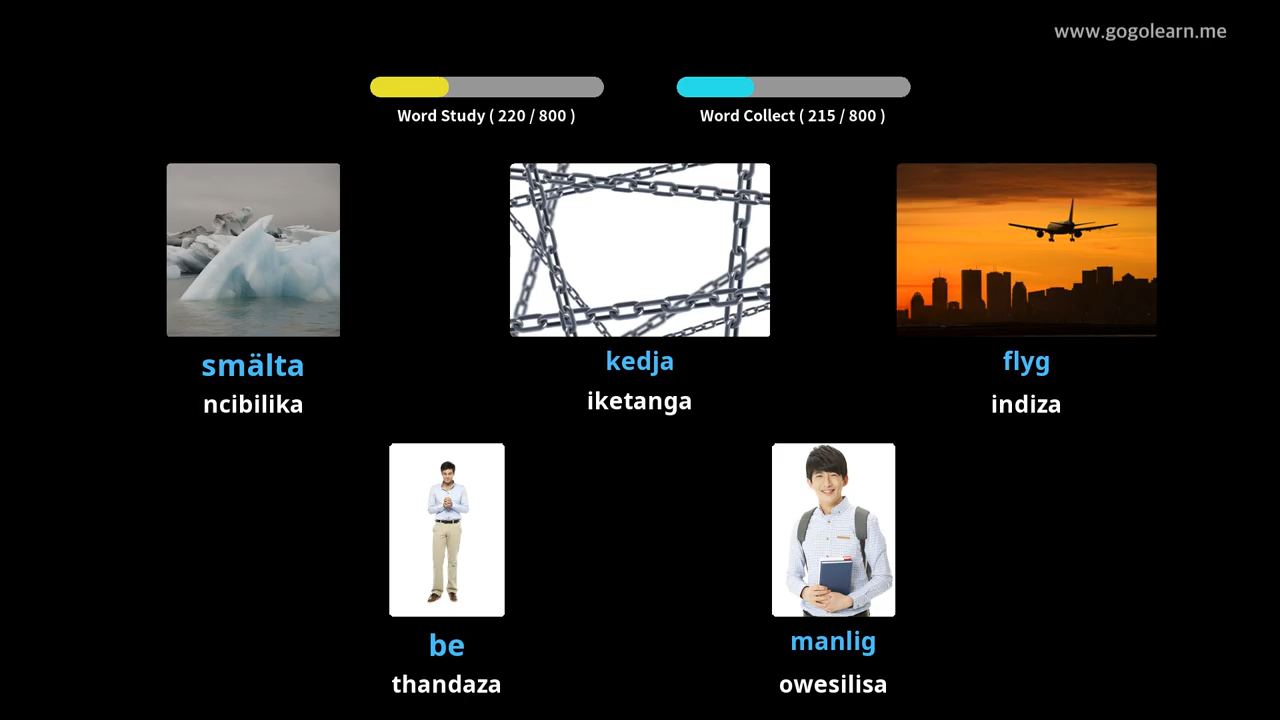 www.gogolearn.me
Word Study ( 220 / 800 )
Word Collect ( 215 / 800 )
smälta
ncibilika
kedja
iketanga
flyg
indiza
be
thandaza
manlig
owesilisa